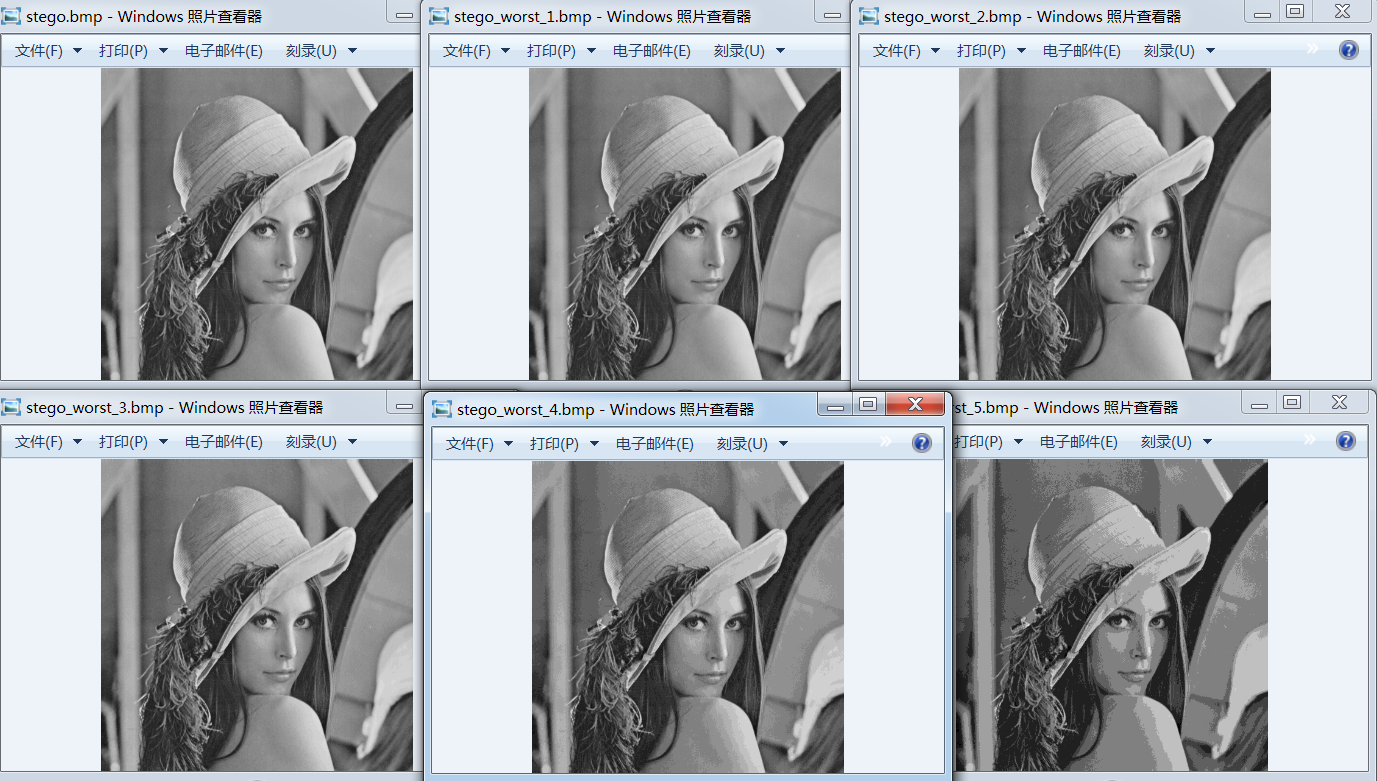 stego.bmp - Windows 照片查看器
文件(F) 打印(P) 电子邮件(E) 刻录(U)
stego_worst_1.bmp - Windows 照片查看器
文件(F) 打印(P) 电子邮件(E) 刻录(U)
stego_worst_2.bmp - Windows 照片查看器
文件(F) 打印(P) 电子邮件(E) 刻录(U) »
stego_worst_3.bmp - Windows 照片查看器
文件(F) 打印(P) 电子邮件(E) 刻录(U)
stego_worst_4.bmp - Windows 照片查看器
文件(F) 打印(P) 电子邮件(E) 刻录(U) »
rst_5.bmp - Windows 照片查看器
打印(P) 电子邮件(E) 刻录(U) »